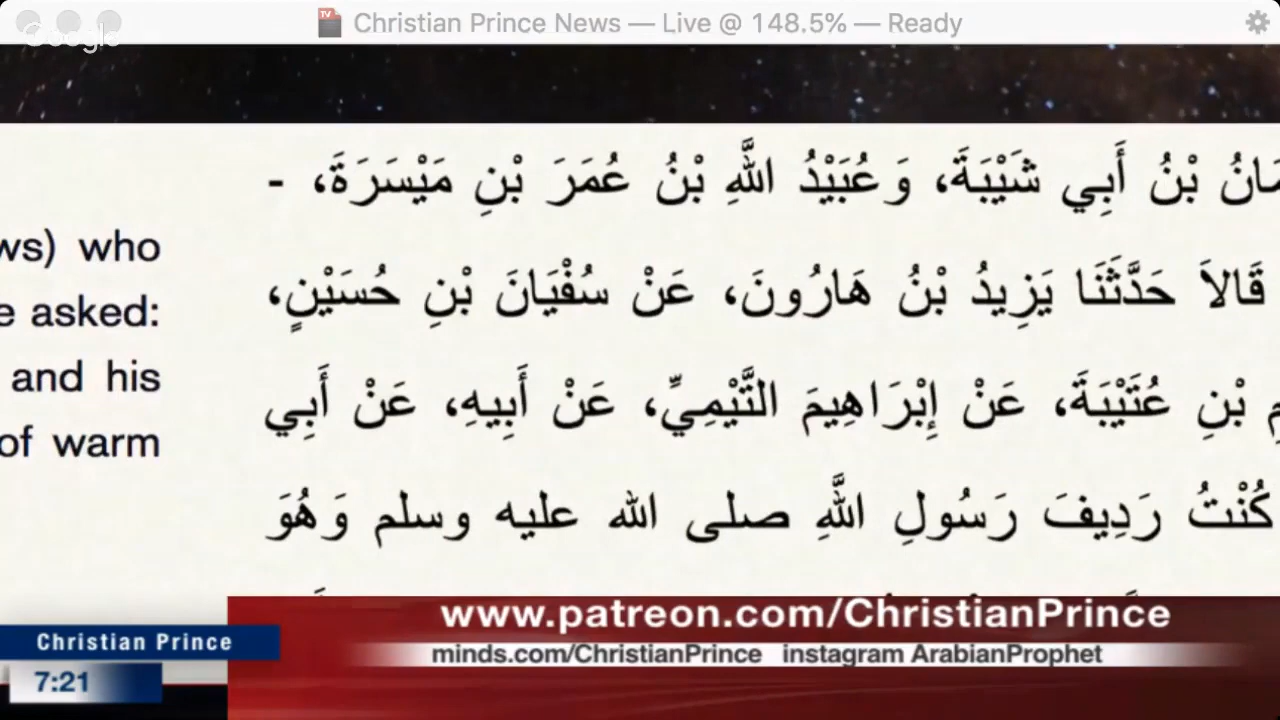 Christian Prince News — Live @ 148.5% — Ready
Google
بْنُ أَبِي شَيْبَةَ، وَعُبَيْدُ اللَّهِ بْنُ عُمَرَ بْنِ مَيْسَرَةَ، -
قَالاَ حَدَّثَنَا يَزِيدُ بْنُ هَارُونَ، عَنْ سُفْيَانَ بْنِ حُسَيْنٍ،
بْنِ عُتَيْبَةَ، عَنْ إِبْرَاهِيمَ التَّيْمِيِّ، عَنْ أَبِيهِ، عَنْ أَبِي
كُنْتُ رَدِيفَ رَسُولِ اللَّهِ صلى الله عليه وسلم وَهُوَ
who
asked:
and his
of warm
www.patreon.com/ChristianPrince
minds.com/ChristianPrince instagram ArabianProphet
Christian Prince
7:21